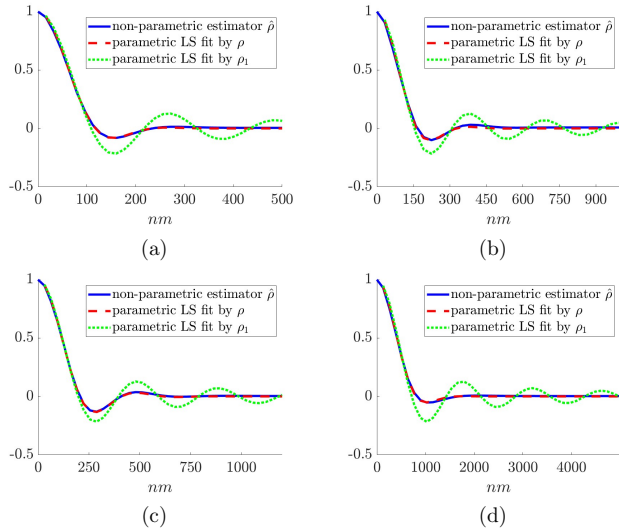 1
0.5
0
-0.5
0 100 200 300 400 500
nm
non-parametric estimator ρ̂
parametric LS fit by ρ
parametric LS fit by ρ₁
(a)
1
0.5
0
-0.5
0 150 300 450 600 750 900
nm
non-parametric estimator ρ̂
parametric LS fit by ρ
parametric LS fit by ρ₁
(b)
1
0.5
0
-0.5
0 250 500 750 1000
nm
non-parametric estimator ρ̂
parametric LS fit by ρ
parametric LS fit by ρ₁
(c)
1
0.5
0
-0.5
0 1000 2000 3000 4000
nm
non-parametric estimator ρ̂
parametric LS fit by ρ
parametric LS fit by ρ₁
(d)